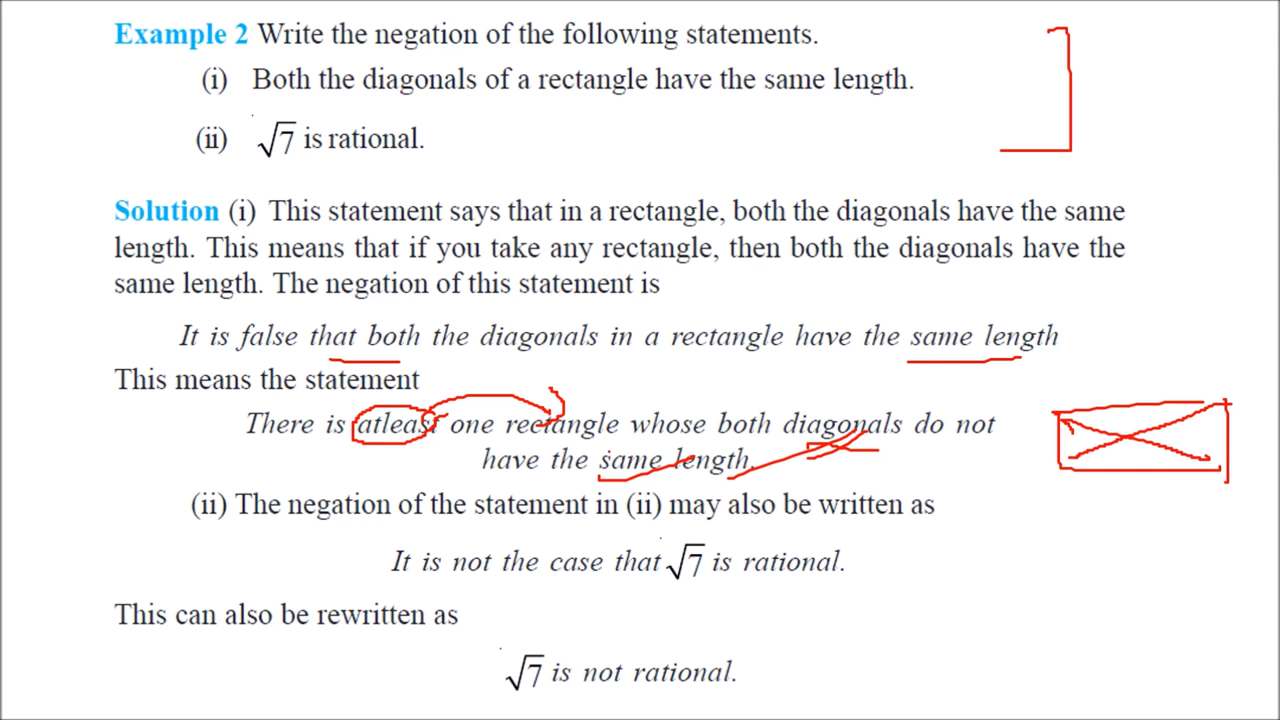 Example 2 Write the negation of the following statements.
(i) Both the diagonals of a rectangle have the same length.
(ii) √7 is rational.
Solution (i) This statement says that in a rectangle, both the diagonals have the same
length. This means that if you take any rectangle, then both the diagonals have the
same length. The negation of this statement is
It is false that both the diagonals in a rectangle have the same length
This means the statement
There is atleast one rectangle whose both diagonals do not
have the same length.
(ii) The negation of the statement in (ii) may also be written as
It is not the case that √7 is rational.
This can also be rewritten as
√7 is not rational.